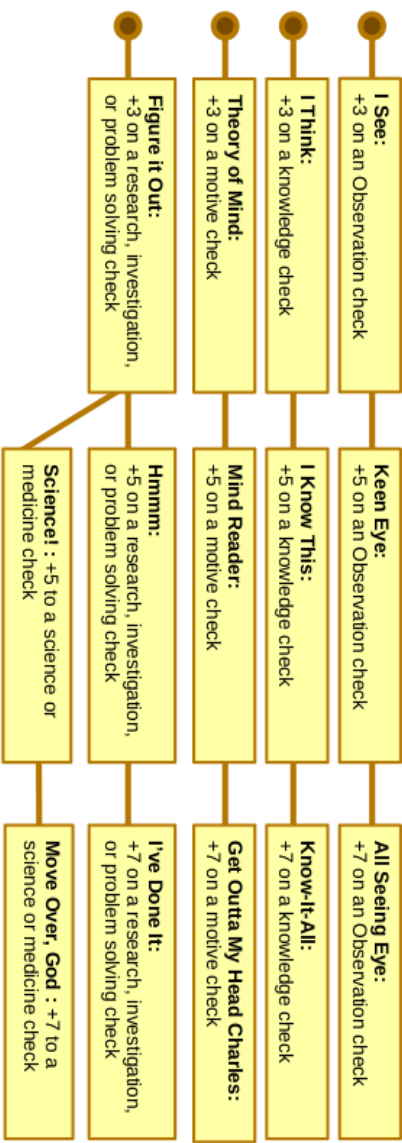 I See:
+3 on an Observation check
Keen Eye:
+5 on an Observation check
All Seeing Eye:
+7 on an Observation check
I Think:
+3 on a knowledge check
I Know This:
+5 on a knowledge check
Know-It-All:
+7 on a knowledge check
Theory of Mind:
+3 on a motive check
Mind Reader:
+5 on a motive check
Get Outta My Head Charles:
+7 on a motive check
Figure it Out:
+3 on a research, investigation,
or problem solving check
Hmmm:
+5 on a research, investigation,
or problem solving check
I've Done It:
+7 on a research, investigation,
or problem solving check
Science! : +5 to a science or
medicine check
Move Over, God : +7 to a
science or medicine check